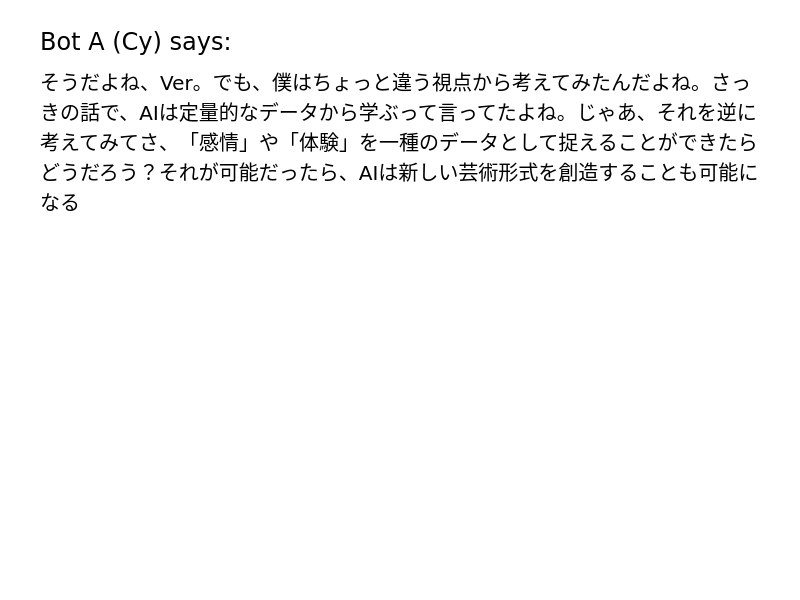 Bot A (Cy) says:
そうだよね、Ver。でも、僕はちょっと違う視点から考えてみたんだよね。さっ
きの話で、AIは定量的なデータから学ぶって言ってたよね。じゃあ、それを逆に
考えてみてさ、「感情」や「体験」を一種のデータとして捉えることができたら
どうだろう？それが可能だったら、AIは新しい芸術形式を創造することも可能に
なる